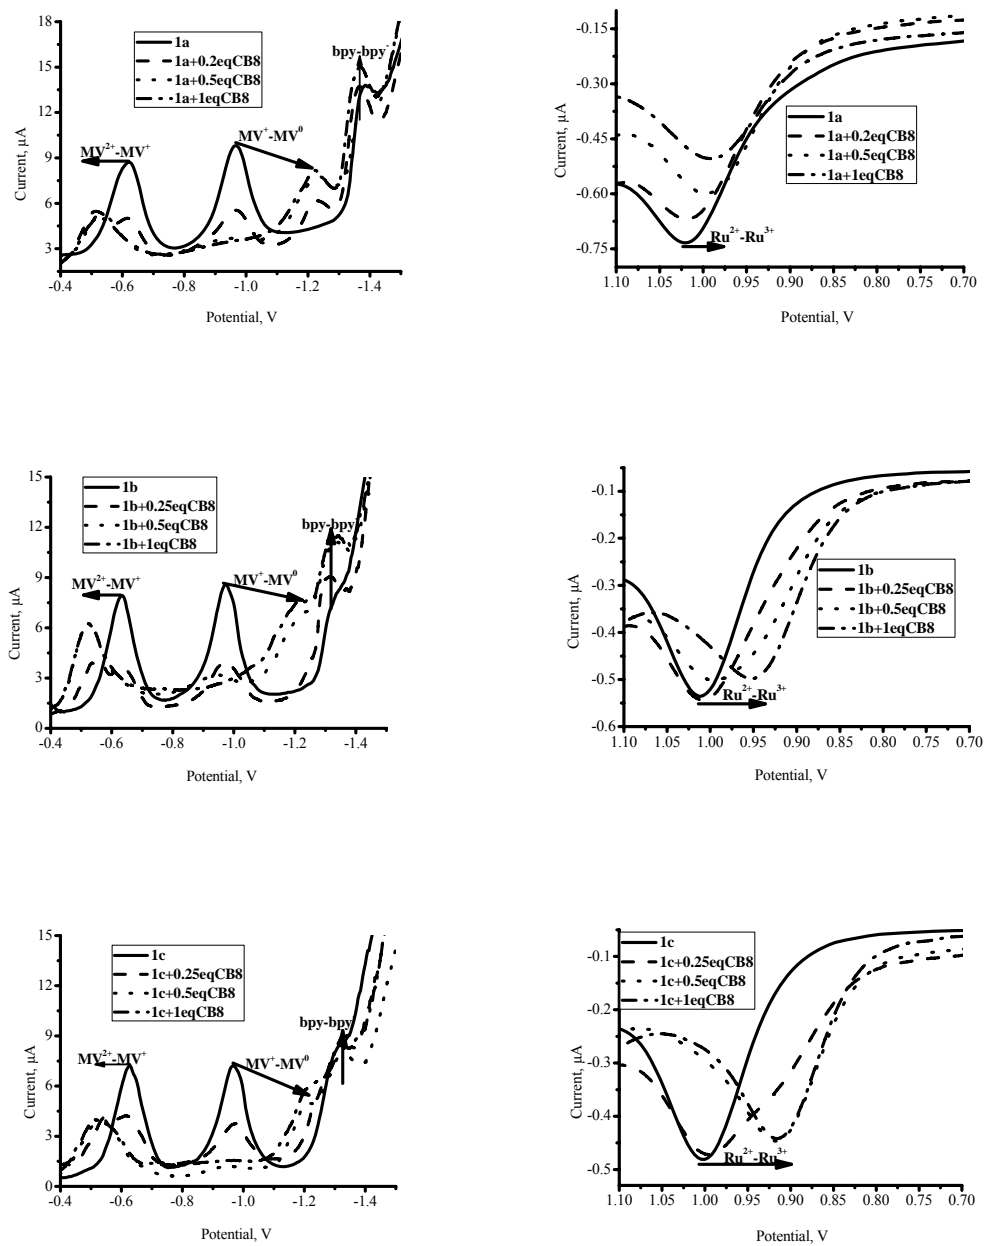 18
15
12
9
6
3
Current, μA
1a
1a+0.2eqCB8
1a+0.5eqCB8
1a+1eqCB8
bpy-bpy⁻
MV²⁺-MV⁺
MV⁺-MV⁰
-0.4 -0.6 -0.8 -1.0 -1.2 -1.4
Potential, V
-0.15
-0.30
-0.45
-0.60
-0.75
Current, μA
1a
1a+0.2eqCB8
1a+0.5eqCB8
1a+1eqCB8
Ru²⁺-Ru³⁺
1.10 1.05 1.00 0.95 0.90 0.85 0.80 0.75 0.70
Potential, V
15
12
9
6
3
0
Current, μA
1b
1b+0.25eqCB8
1b+0.5eqCB8
1b+1eqCB8
bpy-bpy
MV²⁺-MV⁺
MV⁺-MV⁰
-0.4 -0.6 -0.8 -1.0 -1.2 -1.4
Potential, V
-0.1
-0.2
-0.3
-0.4
-0.5
-0.6
Current, μA
1b
1b+0.25eqCB8
1b+0.5eqCB8
1b+1eqCB8
Ru²⁺-Ru³⁺
1.10 1.05 1.00 0.95 0.90 0.85 0.80 0.75 0.70
Potential, V
15
12
9
6
3
0
Current, μA
1c
1c+0.25eqCB8
1c+0.5eqCB8
1c+1eqCB8
bpy-bpy
MV²⁺-MV⁺
MV⁺-MV⁰
-0.4 -0.6 -0.8 -1.0 -1.2 -1.4
Potential, V
-0.1
-0.2
-0.3
-0.4
-0.5
Current, μA
1c
1c+0.25eqCB8
1c+0.5eqCB8
1c+1eqCB8
Ru²⁺-Ru³⁺
1.10 1.05 1.00 0.95 0.90 0.85 0.80 0.75 0.70
Potential, V